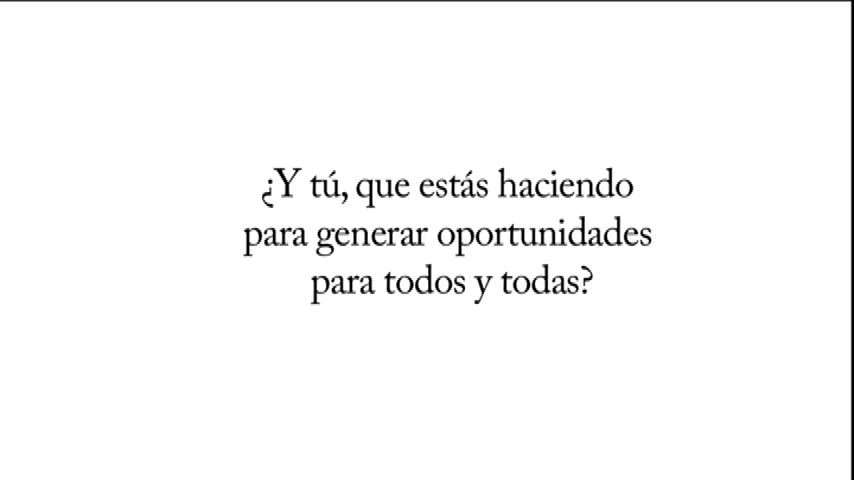 ¿Y tú, que estás haciendo
para generar oportunidades
para todos y todas?